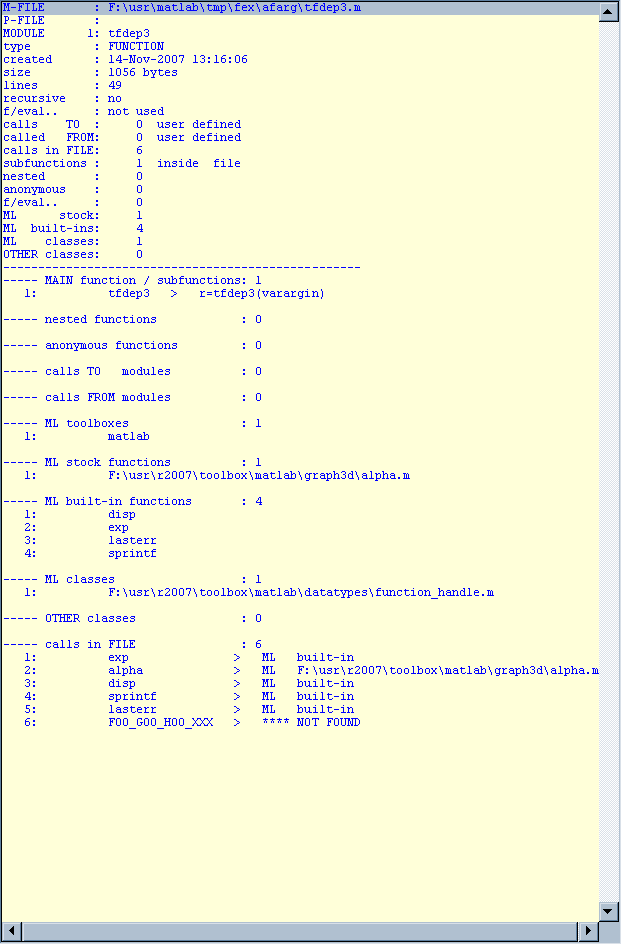 M-FILE       :  F:\usr\matlab\tmp\fex\afarg\tfdep3.m
P-FILE       :
MODULE      1:  tfdep3
type         :  FUNCTION
created      :  14-Nov-2007 13:16:06
size         :  1056 bytes
lines        :  49
recursive    :  no
f/eval..     :  not used
calls    TO  :      0  user defined
called   FROM:      0  user defined
calls in FILE:      6
subfunctions :      1  inside  file
nested       :      0
anonymous    :      0
f/eval..     :      0
ML      stock:      1
ML  built-ins:      4
ML    classes:      1
OTHER classes:      0
---------------------------------------------------
----- MAIN function / subfunctions: 1
   1:          tfdep3   >   r=tfdep3(varargin)
----- nested functions            : 0
----- anonymous functions         : 0
----- calls TO   modules          : 0
----- calls FROM modules          : 0
----- ML toolboxes                : 1
   1:          matlab
----- ML stock functions          : 1
   1:          F:\usr\r2007\toolbox\matlab\graph3d\alpha.m
----- ML built-in functions       : 4
   1:          disp
   2:          exp
   3:          lasterr
   4:          sprintf
----- ML classes                  : 1
   1:          F:\usr\r2007\toolbox\matlab\datatypes\function_handle.m
----- OTHER classes               : 0
----- calls in FILE               : 6
   1:          exp               >   ML   built-in
   2:          alpha             >   ML   F:\usr\r2007\toolbox\matlab\graph3d\alpha.m
   3:          disp              >   ML   built-in
   4:          sprintf           >   ML   built-in
   5:          lasterr           >   ML   built-in
   6:          FOO_GOO_HOO_XXX   >   **** NOT FOUND